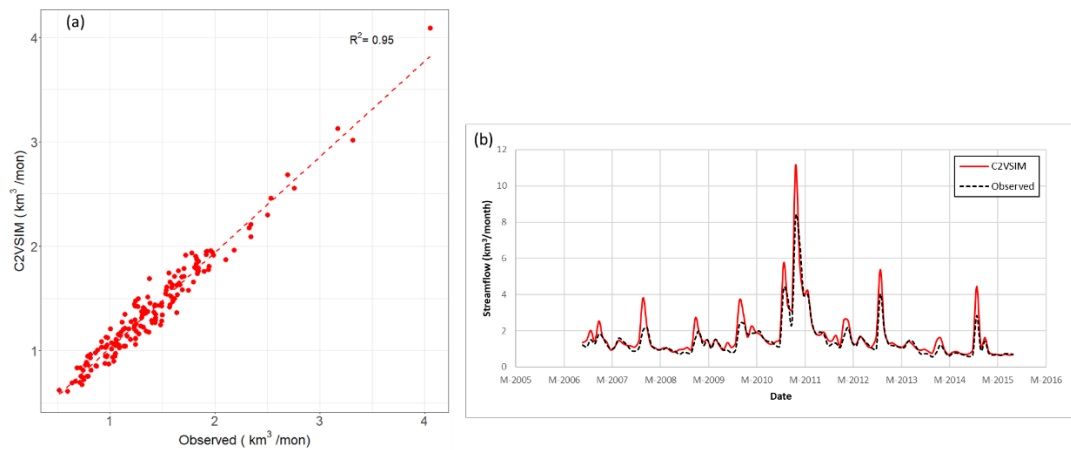 (a)
R²= 0.95
4
3
2
1
C2VSIM ( km³ /mon)
1
2
3
4
Observed ( km³ /mon)
(b)
C2VSIM
Observed
12
10
8
6
4
2
0
Streamflow (km³/month)
M-2005
M-2006
M-2007
M-2008
M-2009
M-2010
M-2011
M-2012
M-2013
M-2014
M-2015
M-2016
Date